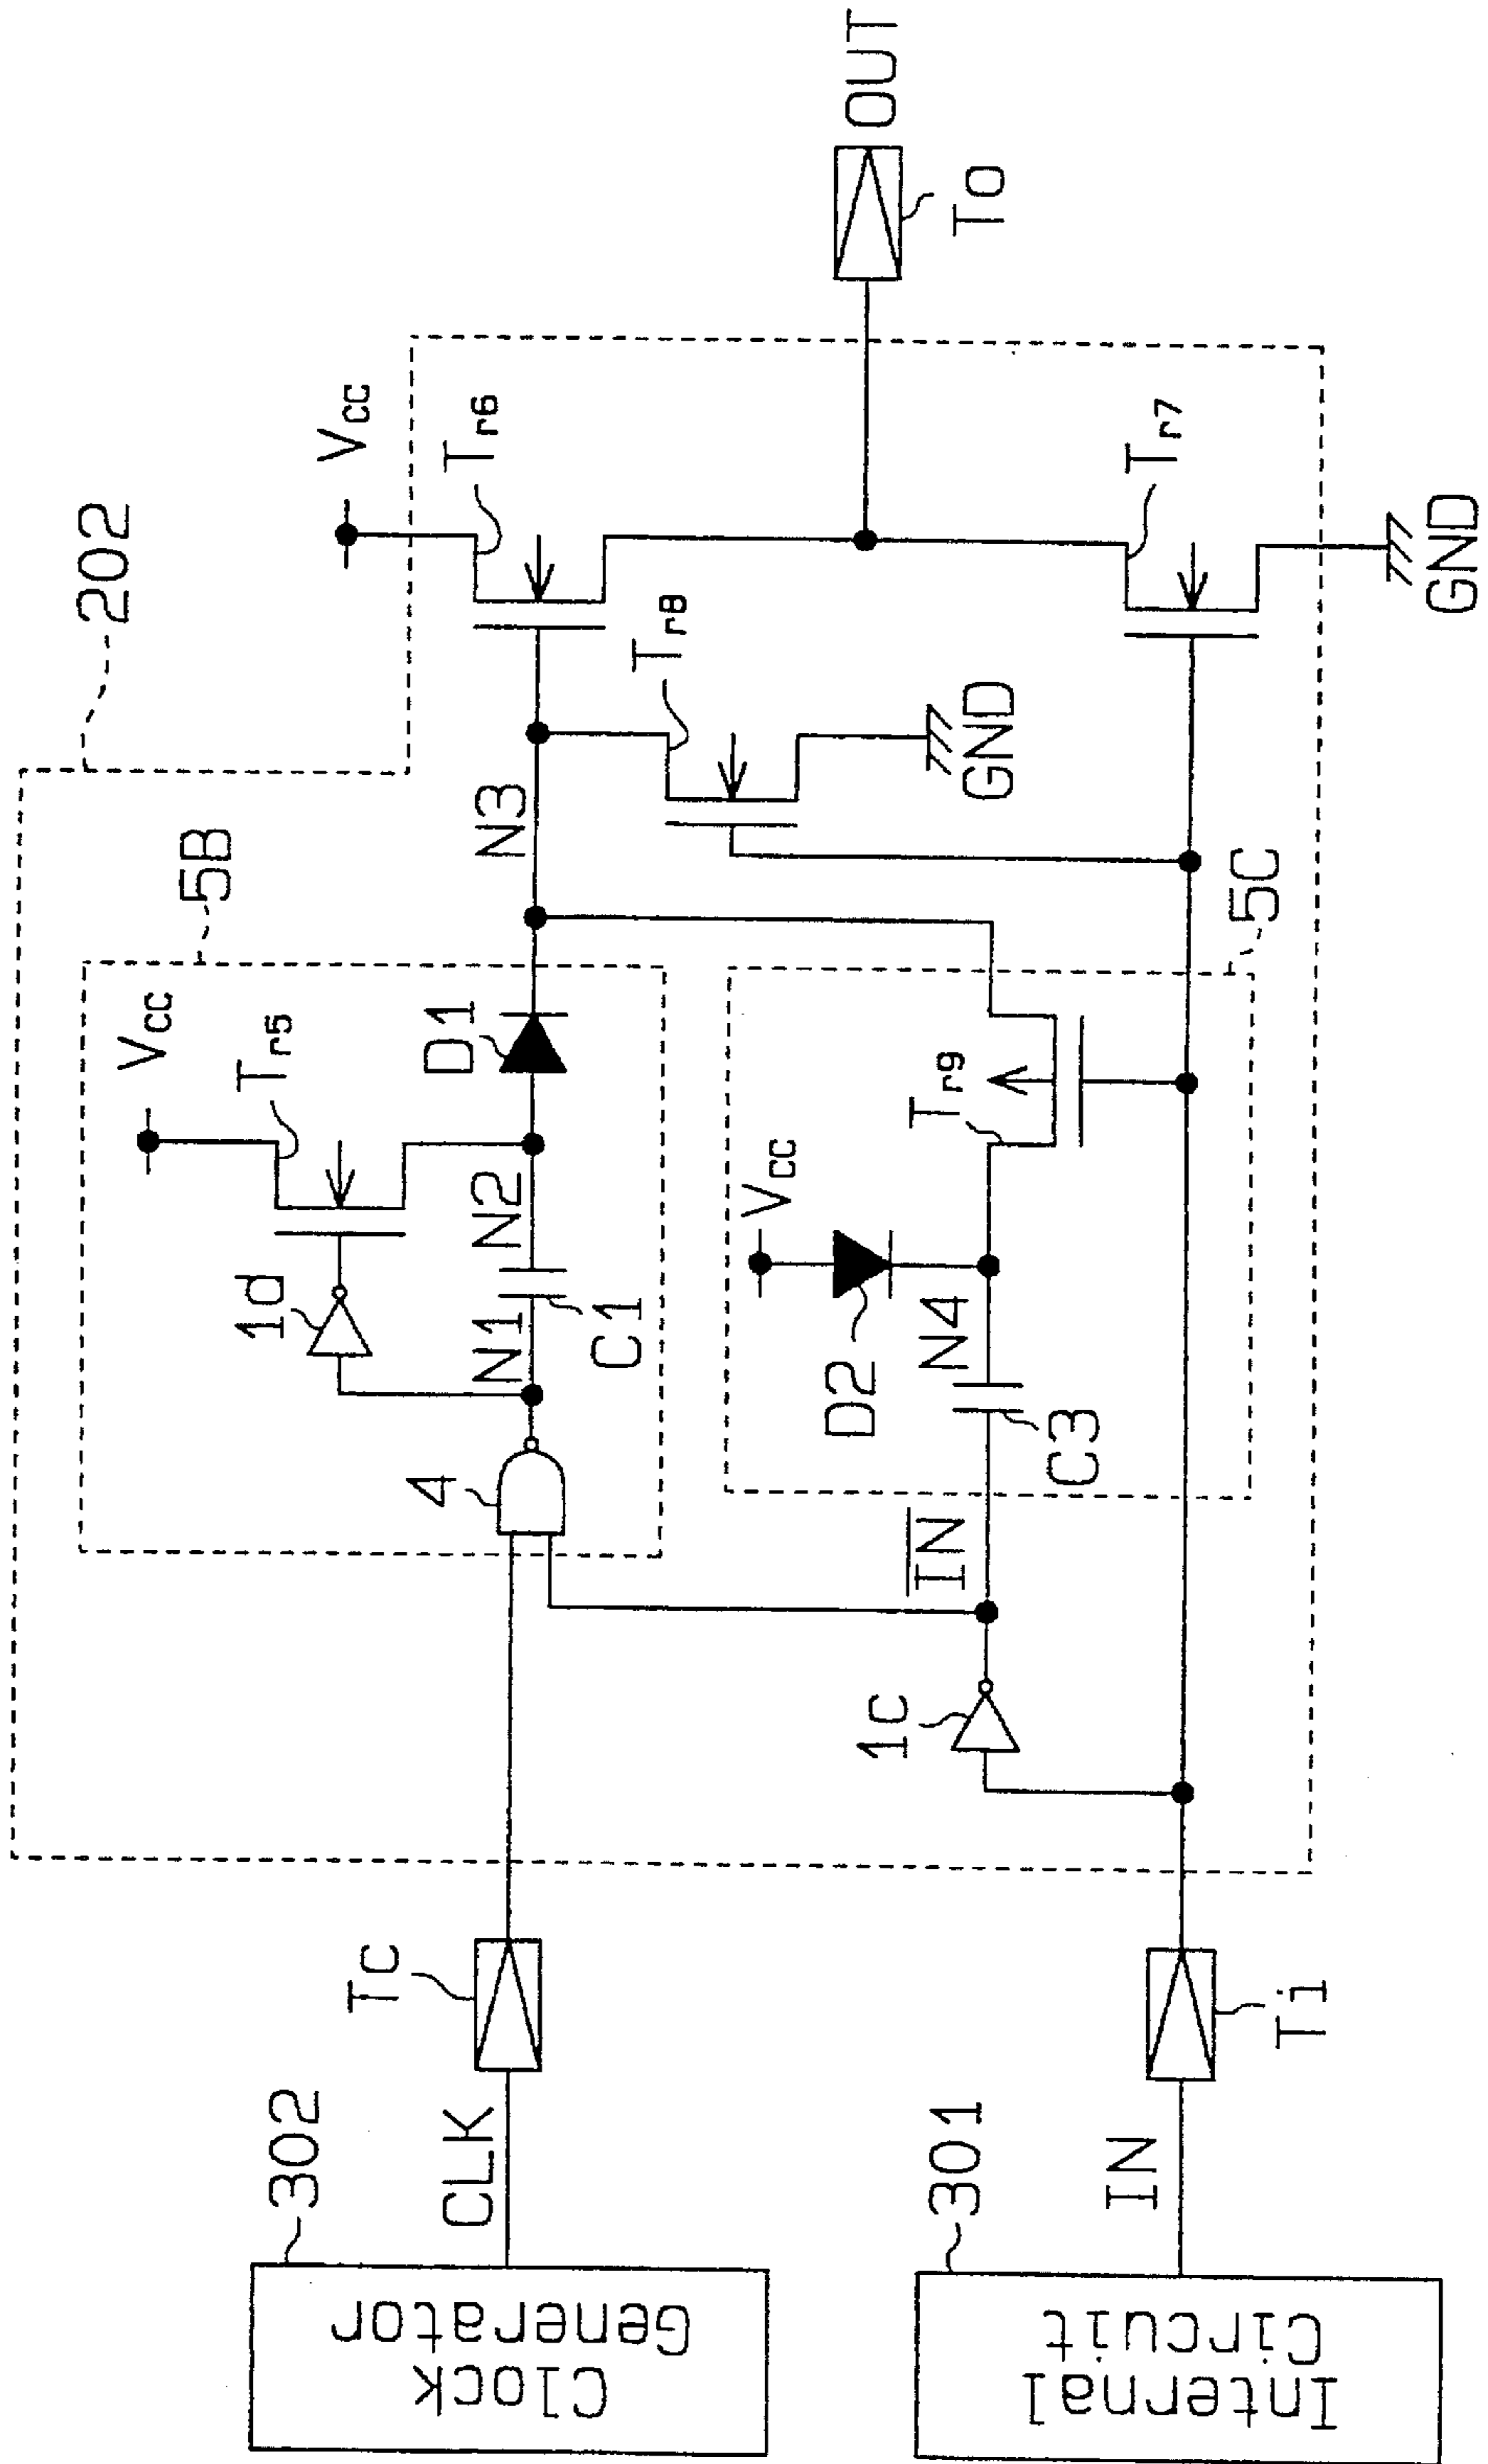 202
5B
Vcc
Tr5
1d
N1
N2
C1
D1
4
N3
Vcc
Tr6
Tr8
GND
OUT
To
Tr7
GND
5C
Vcc
D2
N4
C3
Tr9
IN
1c
302
CLK
Tc
Clock
Generator
301
IN
Ti
Internal
Circuit